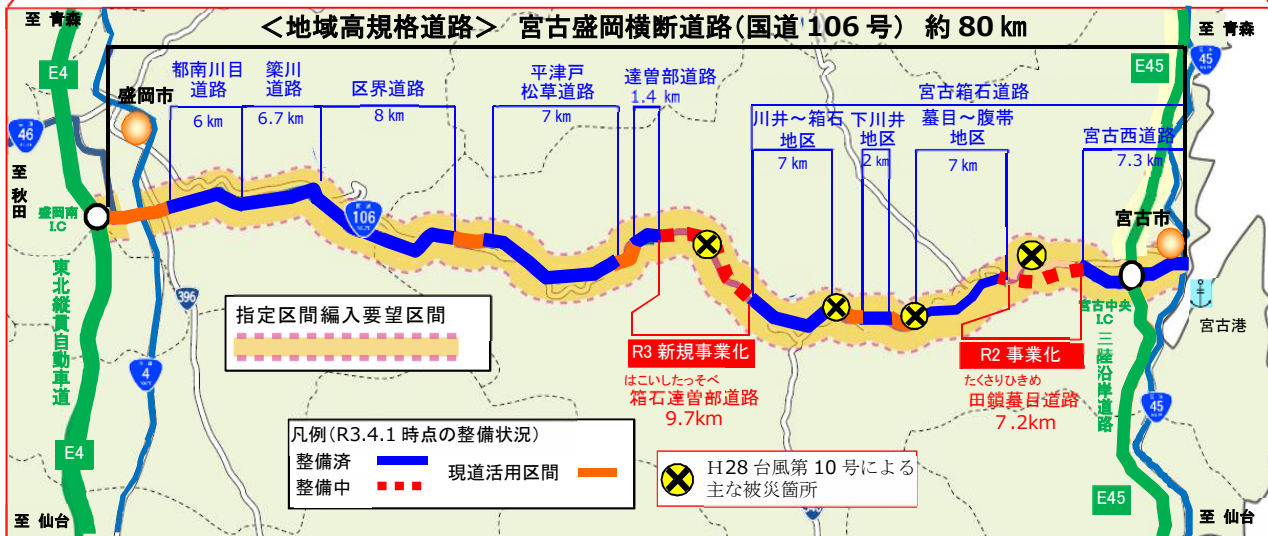 至 青森
<地域高規格道路> 宮古盛岡横断道路(国道106号) 約80km
至 青森
E4
E45
45
都南川目
道路
6 km
簗川
道路
6.7 km
区界道路
8 km
平津戸
松草道路
7 km
達曽部道路
1.4 km
宮古箱石道路
川井~箱石
地区
7 km
下川井
地区
2 km
蟇目~腹帯
地区
7 km
宮古西道路
7.3 km
盛岡市
46
至 秋田
盛岡南
I.C
106
宮古市
宮古中央
I.C
宮古港
東北縦貫自動車道
396
4
三陸沿岸道路
45
指定区間編入要望区間
R3 新規事業化
はこいしたっそべ
箱石達曽部道路
9.7km
R2 事業化
たくさりひきめ
田鎖蟇目道路
7.2km
凡例(R3.4.1 時点の整備状況)
整備済
現道活用区間
整備中
H28 台風第 10 号による
主な被災箇所
E4
E45
至 仙台
至 仙台